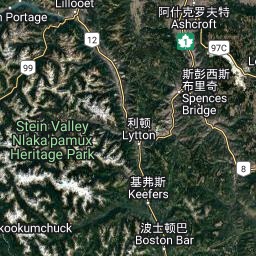 Lillooet
n Portage
阿什克罗夫特
Ashcroft
12
1
97C
99
斯彭西斯
布里奇
Spences
Bridge
利顿
Lytton
Stein Valley
Nlaka'pamux
Heritage Park
8
基弗斯
Keefers
kookumchuck
波士顿巴
Boston Bar